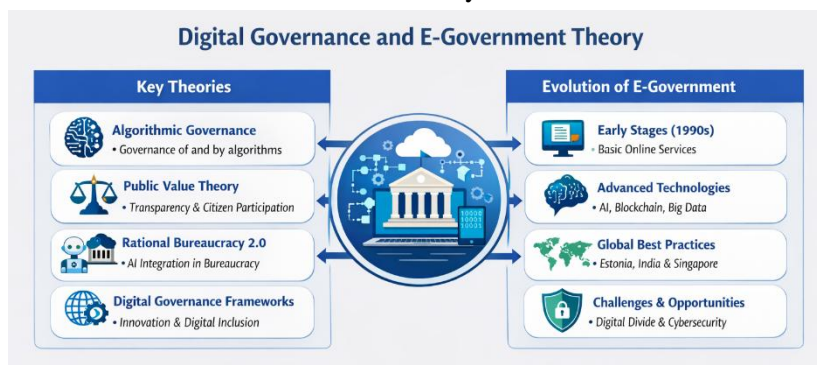 Digital Governance and E-Government Theory
Key Theories
Algorithmic Governance
• Governance of and by algorithms
Public Value Theory
• Transparency & Citizen Participation
Rational Bureaucracy 2.0
• AI Integration in Bureaucracy
Digital Governance Frameworks
• Innovation & Digital Inclusion
Evolution of E-Government
Early Stages (1990s)
• Basic Online Services
Advanced Technologies
• AI, Blockchain, Big Data
Global Best Practices
• Estonia, India & Singapore
Challenges & Opportunities
• Digital Divide & Cybersecurity